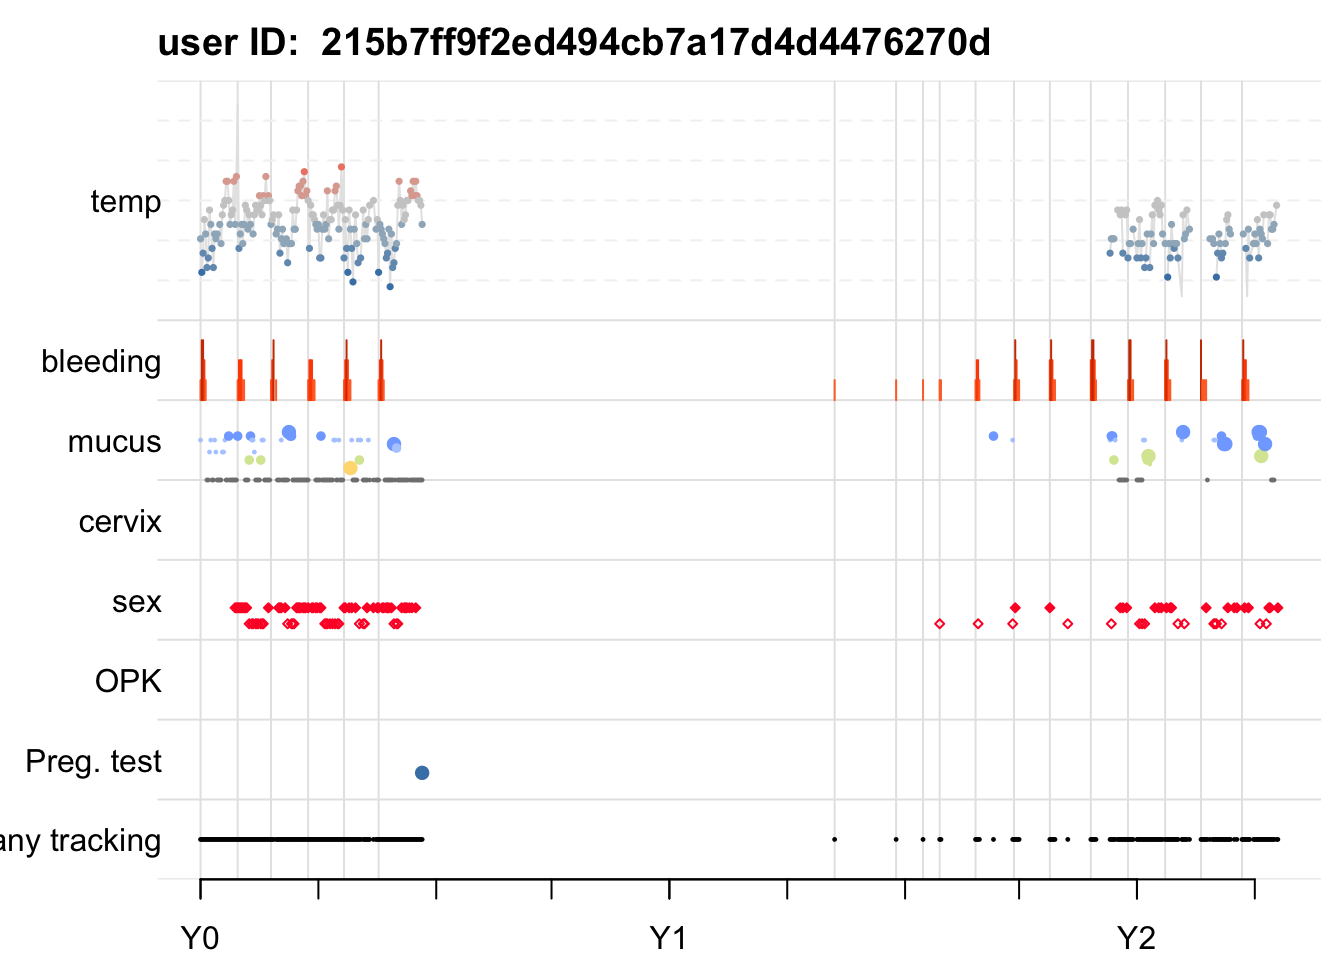 user ID:  215b7ff9f2ed494cb7a17d4d4476270d
temp
bleeding
mucus
cervix
sex
OPK
Preg. test
any tracking
Y0
Y1
Y2